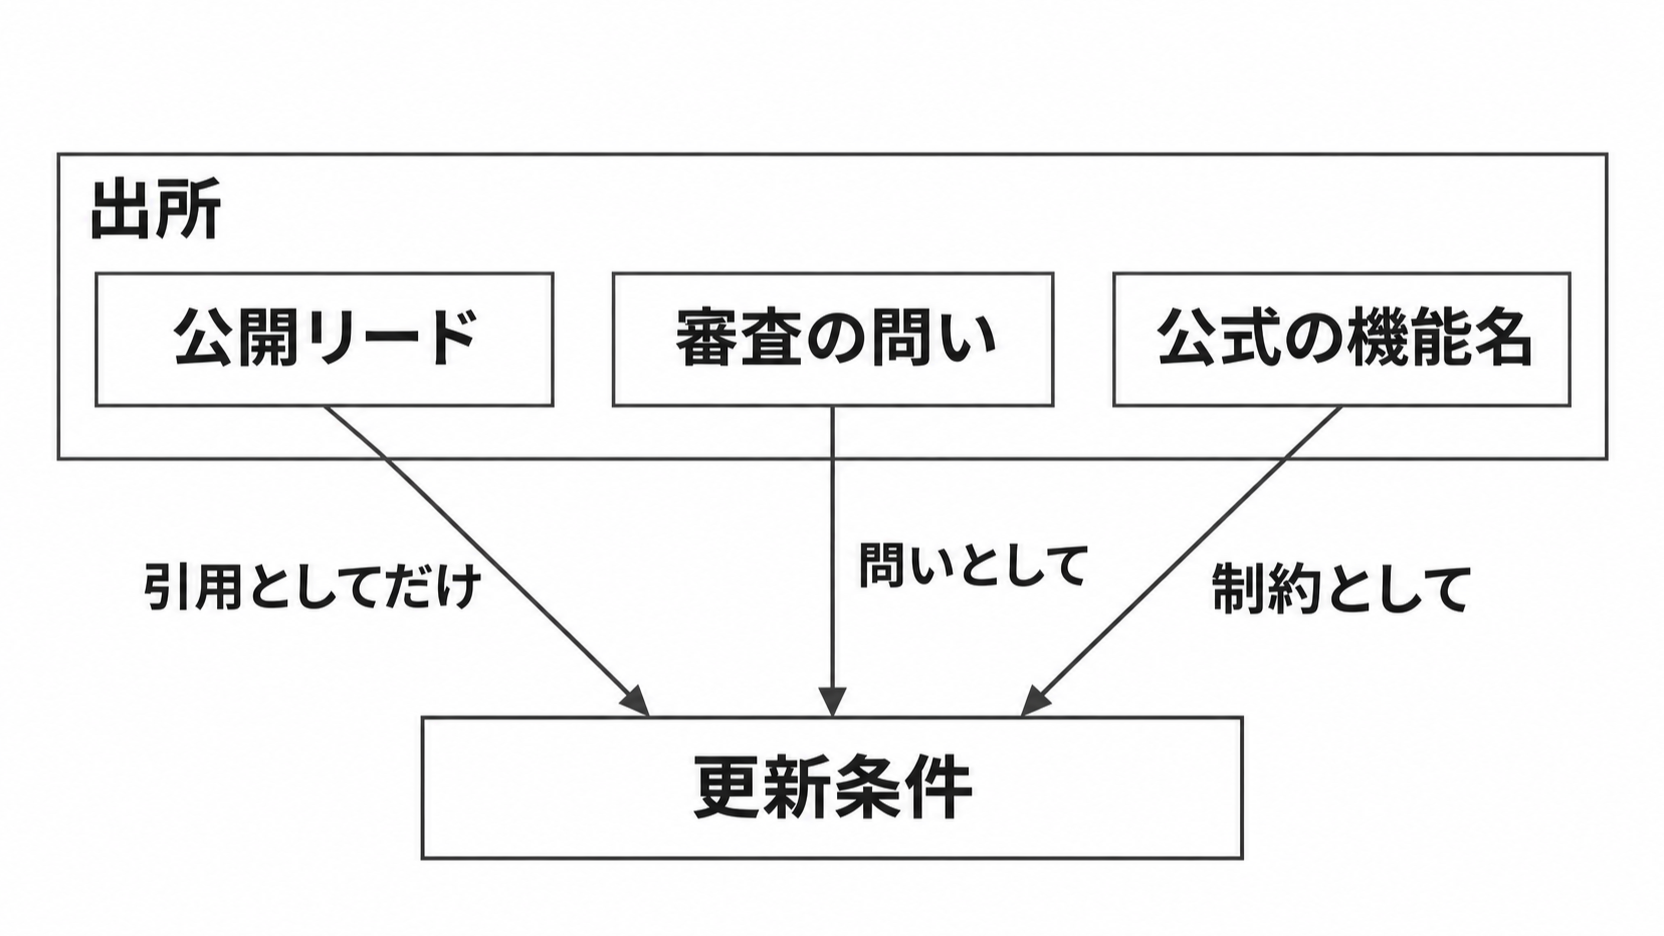 出所
公開リード
審査の問い
公式の機能名
引用としてだけ
問いとして
制約として
更新条件